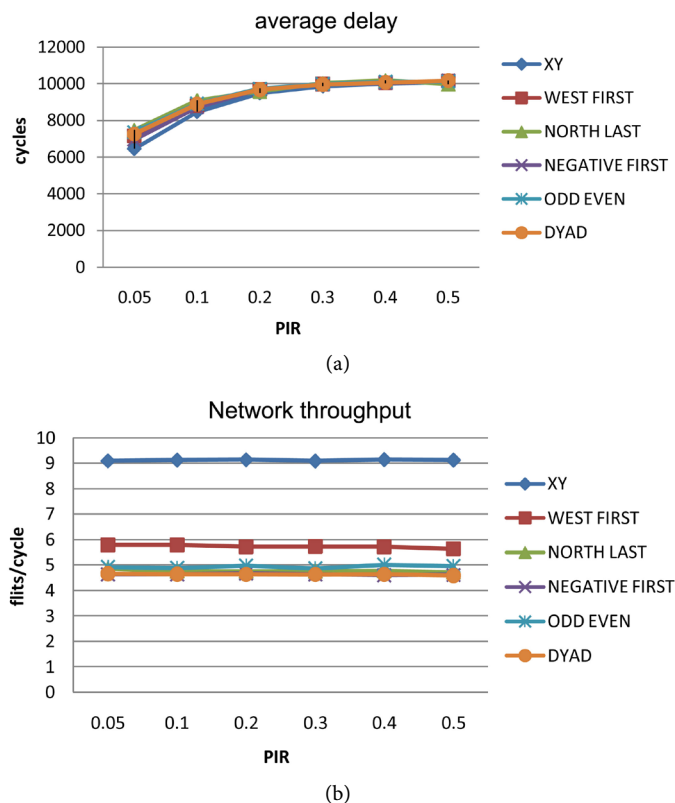 average delay
12000
10000
8000
6000
4000
2000
0
cycles
0.05 0.1 0.2 0.3 0.4 0.5
PIR
XY
WEST FIRST
NORTH LAST
NEGATIVE FIRST
ODD EVEN
DYAD
(a)
Network throughput
10
9
8
7
6
5
4
3
2
1
0
flits/cycle
0.05 0.1 0.2 0.3 0.4 0.5
PIR
XY
WEST FIRST
NORTH LAST
NEGATIVE FIRST
ODD EVEN
DYAD
(b)